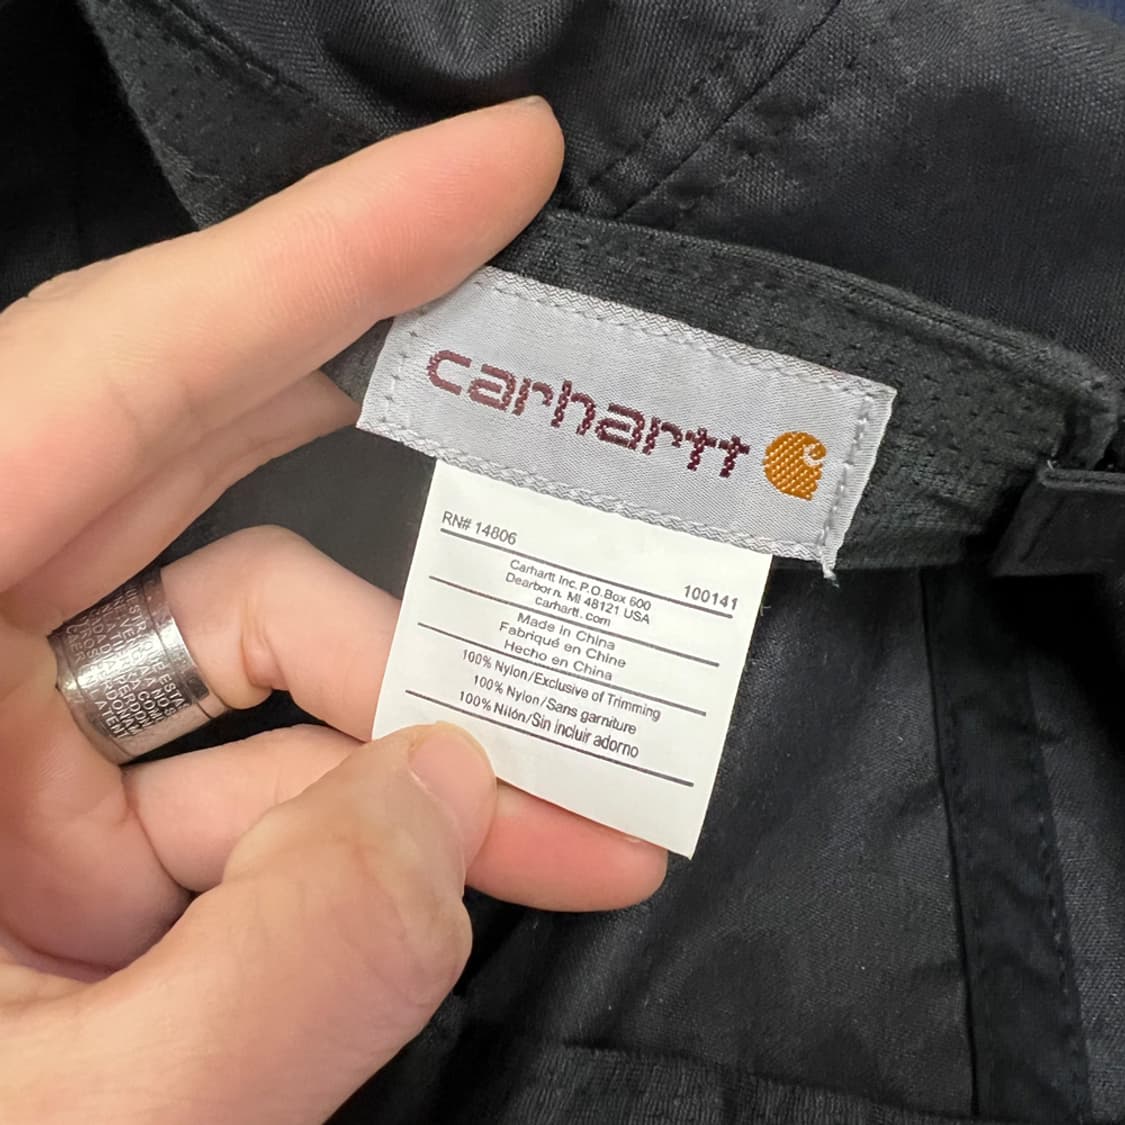 carhartt
RN# 14806
100141
Carhartt Inc. P.O.Box 600
Dearborn. MI 48121 USA
carhartt.com
Made in China
Fabriqué en Chine
Hecho en China
100% Nylon/Exclusive of Trimming
100% Nylon/Sans garniture
100% Nilón/Sin incluir adorno